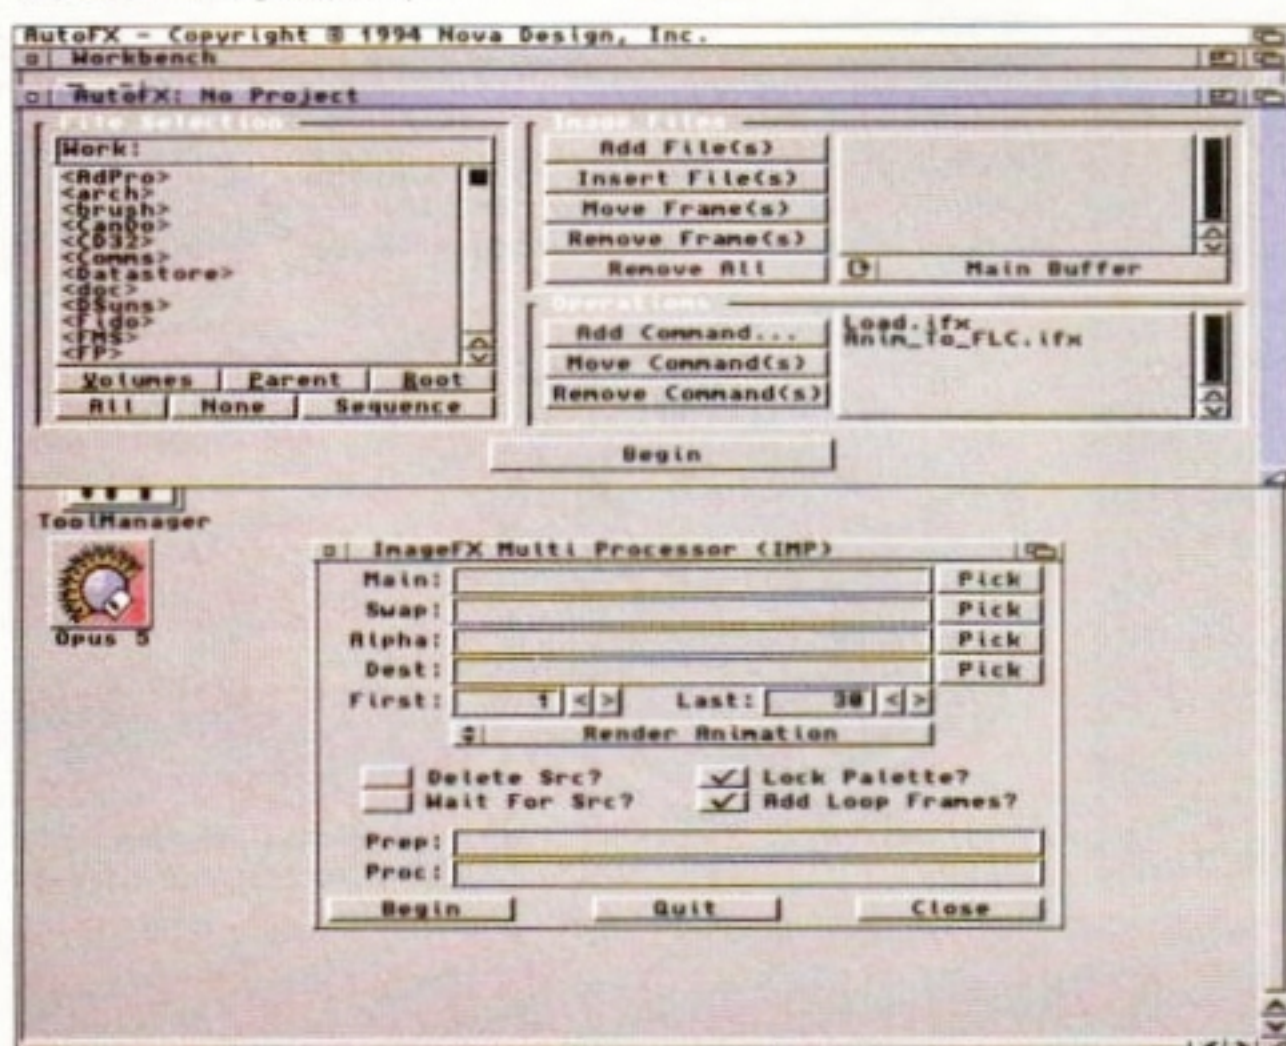 AutoFX - Copyright © 1994 Nova Design, Inc.
Workbench
AutoFX: No Project
File Selection
Work:
<AdPro>
<arch>
<brush>
<CanDo>
<CD32>
<Comms>
<Datastore>
<doc>
<DSuns>
<Fido>
<FMS>
<FP>
Volumes Parent Root
All None Sequence
Image Files
Add File(s)
Insert File(s)
Move Frame(s)
Remove Frame(s)
Remove All
Main Buffer
Operations
Add Command...
Move Command(s)
Remove Command(s)
Load.ifx
Anim_To_FLC.ifx
Begin
ToolManager
Opus 5
ImageFX Multi Processor (IMP)
Main: Pick
Swap: Pick
Alpha: Pick
Dest: Pick
First: 1 < > Last: 30 < >
Render Animation
Delete Src? Lock Palette?
Wait For Src? Add Loop Frames?
Prep:
Proc:
Begin Quit Close